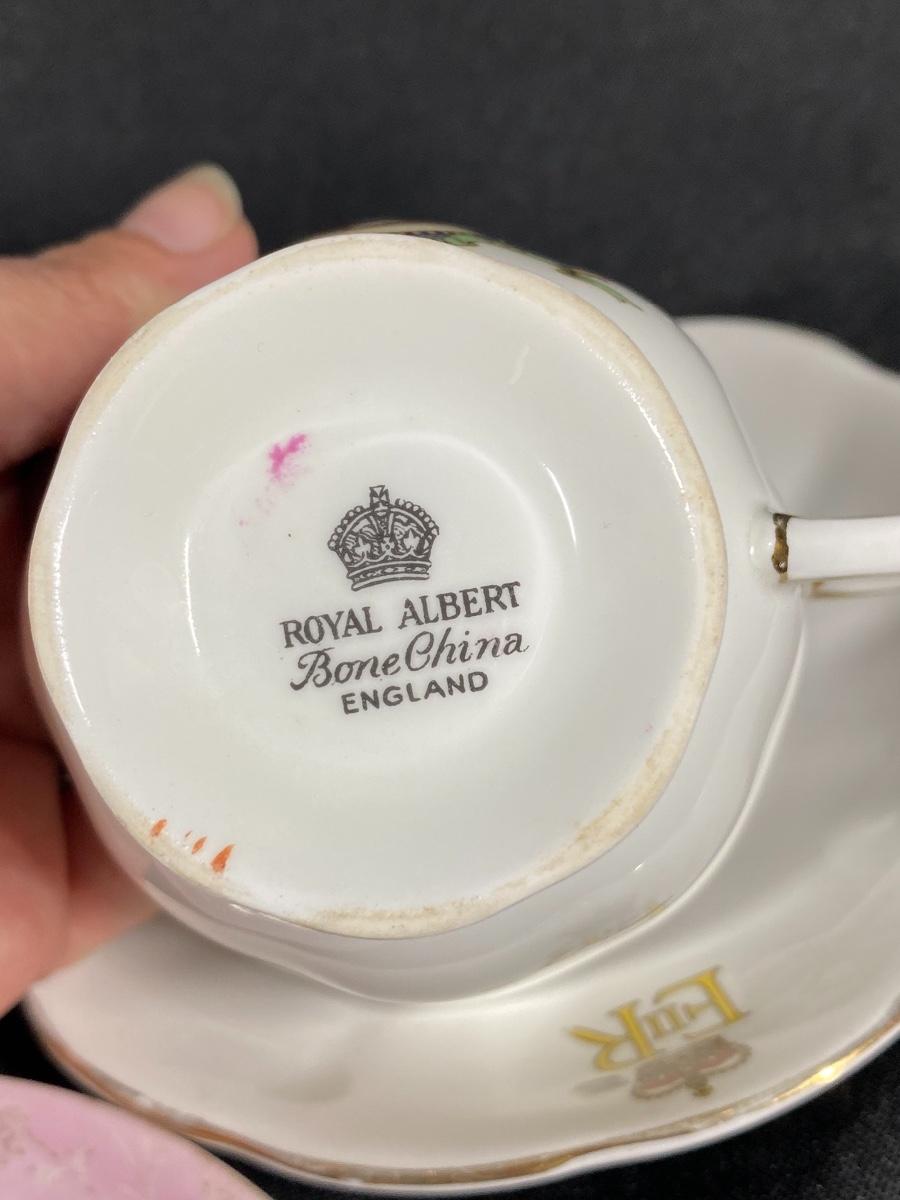 ROYAL ALBERT
Bone China
ENGLAND
EIIR